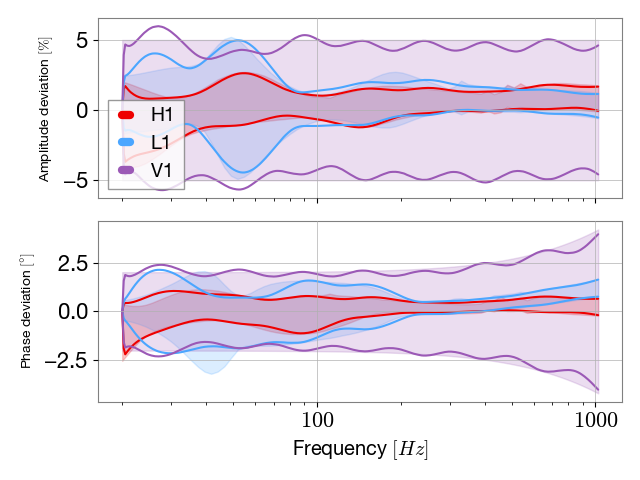 Amplitude deviation [%]
5
0
−5
H1
L1
V1
Phase deviation [°]
2.5
0.0
−2.5
100
1000
Frequency [Hz]